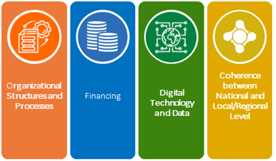 Organizational
Structures and
Processes
Financing
Digital
Technology
and Data
Coherence
between
National and
Local/Regional
Level